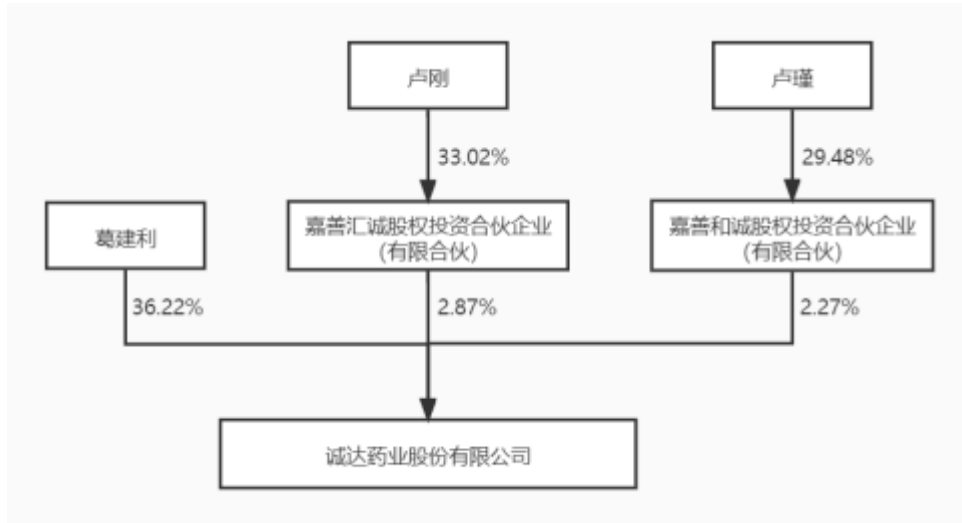 卢刚
卢瑾
33.02%
29.48%
葛建利
嘉善汇诚股权投资合伙企业
(有限合伙)
嘉善和诚股权投资合伙企业
(有限合伙)
36.22%
2.87%
2.27%
诚达药业股份有限公司